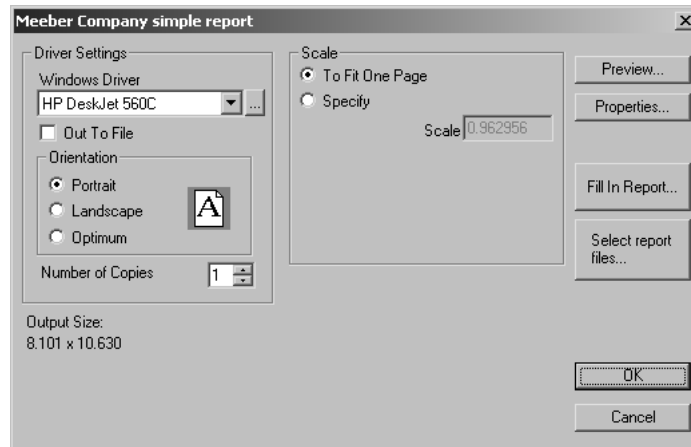 Meeber Company simple report
Driver Settings
Windows Driver
HP DeskJet 560C
...
Out To File
Orientation
Portrait
Landscape
Optimum
A
Number of Copies
1
Output Size:
8.101 x 10.630
Scale
To Fit One Page
Specify
Scale 0.962956
Preview...
Properties...
Fill In Report...
Select report
files...
OK
Cancel